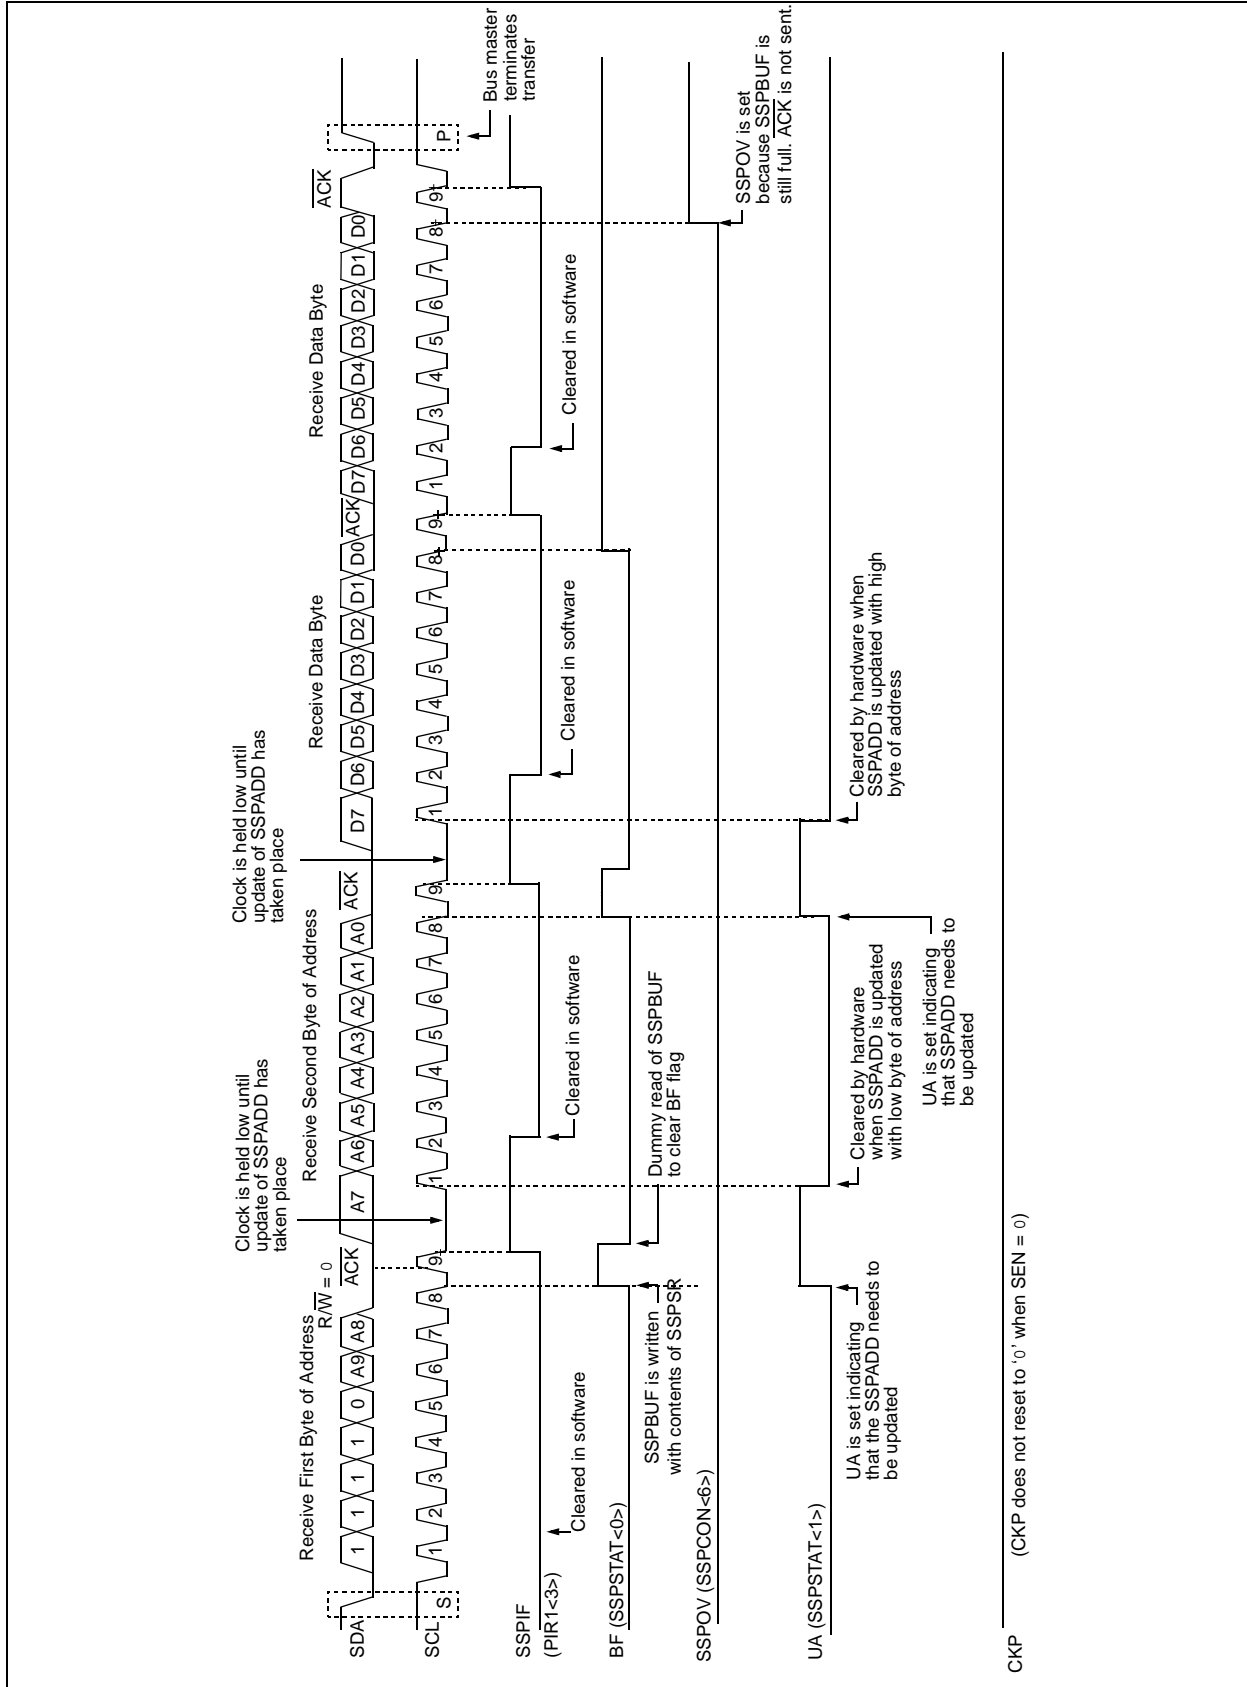 Receive First Byte of Address
R/W = 0
Clock is held low until
update of SSPADD has
taken place
Receive Second Byte of Address
Clock is held low until
update of SSPADD has
taken place
Receive Data Byte
Receive Data Byte
ACK
SDA
1
1
1
1
0
A9
A8
ACK
A7
A6
A5
A4
A3
A2
A1
A0
ACK
D7
D6
D5
D4
D3
D2
D1
D0
ACK
D7
D6
D5
D4
D3
D2
D1
D0
SCL
S
1
2
3
4
5
6
7
8
9
1
2
3
4
5
6
7
8
9
1
2
3
4
5
6
7
8
9
1
2
3
4
5
6
7
8
9
P
Bus master
terminates
transfer
SSPIF
(PIR1<3>)
Cleared in software
Cleared in software
Cleared in software
Cleared in software
BF (SSPSTAT<0>)
SSPBUF is written
with contents of SSPSR
Dummy read of SSPBUF
to clear BF flag
SSPOV (SSPCON<6>)
SSPOV is set
because SSPBUF is
still full. ACK is not sent.
UA (SSPSTAT<1>)
UA is set indicating
that the SSPADD needs to
be updated
Cleared by hardware
when SSPADD is updated
with low byte of address
UA is set indicating
that SSPADD needs to
be updated
Cleared by hardware when
SSPADD is updated with high
byte of address
CKP
(CKP does not reset to ‘0’ when SEN = 0)